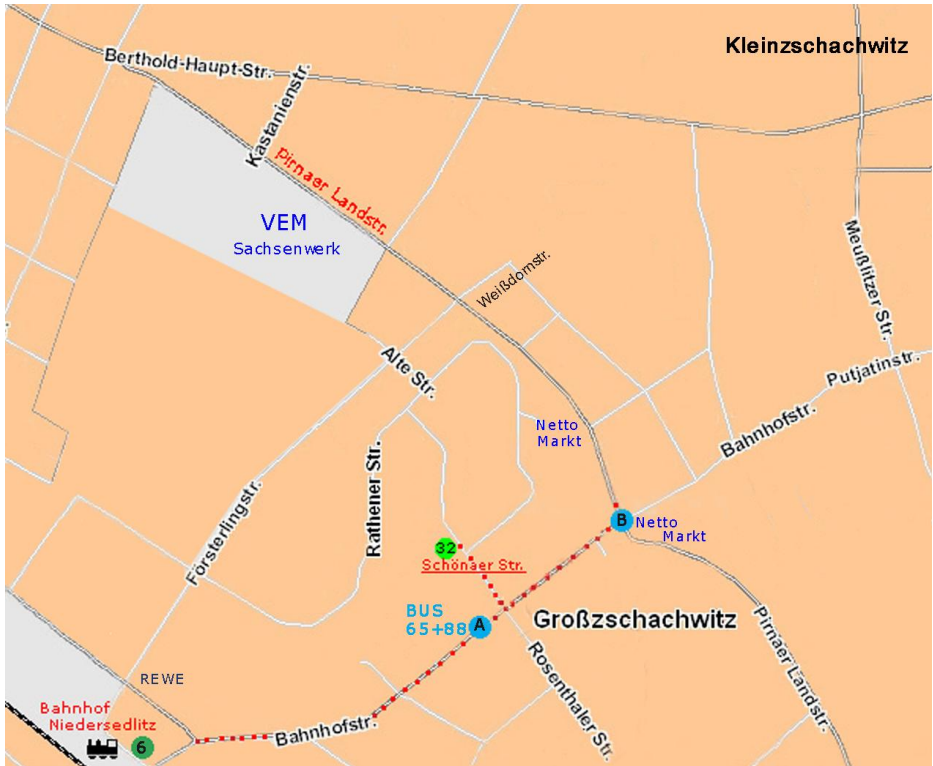 Kleinzschachwitz
Berthold-Haupt-Str.
Kastanienstr.
Pirnaer Landstr.
VEM
Sachsenwerk
Weißdornstr.
Meußlitzer Str.
Alte Str.
Putjatinstr.
Bahnhofstr.
Netto
Markt
Rathener Str.
Försterlingstr.
B
Netto
Markt
32
Schönaer Str.
BUS
65+88
A
Großzschachwitz
Pirnaer Landstr.
Rosenthaler Str.
REWE
Bahnhof
Niedersedlitz
6
Bahnhofstr.
r.